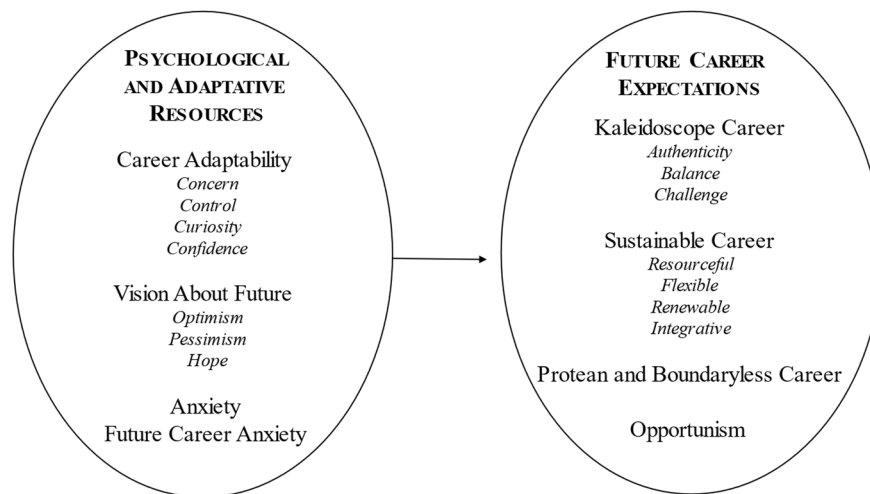 PSYCHOLOGICAL
AND ADAPTATIVE
RESOURCES
Career Adaptability
Concern
Control
Curiosity
Confidence
Vision About Future
Optimism
Pessimism
Hope
Anxiety
Future Career Anxiety
FUTURE CAREER
EXPECTATIONS
Kaleidoscope Career
Authenticity
Balance
Challenge
Sustainable Career
Resourceful
Flexible
Renewable
Integrative
Protean and Boundaryless Career
Opportunism